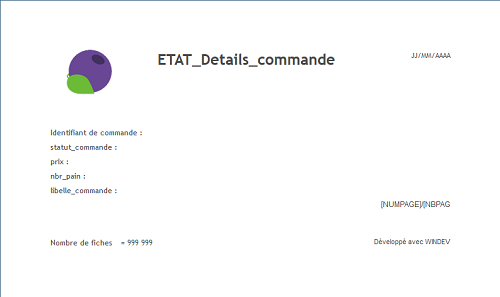 ETAT_Details_commande
JJ/MM/AAAA
Identifiant de commande :
statut_commande :
prix :
nbr_pain :
libelle_commande :
[NUMPAGE]/[NBPAG
Nombre de fiches = 999 999
Développé avec WINDEV